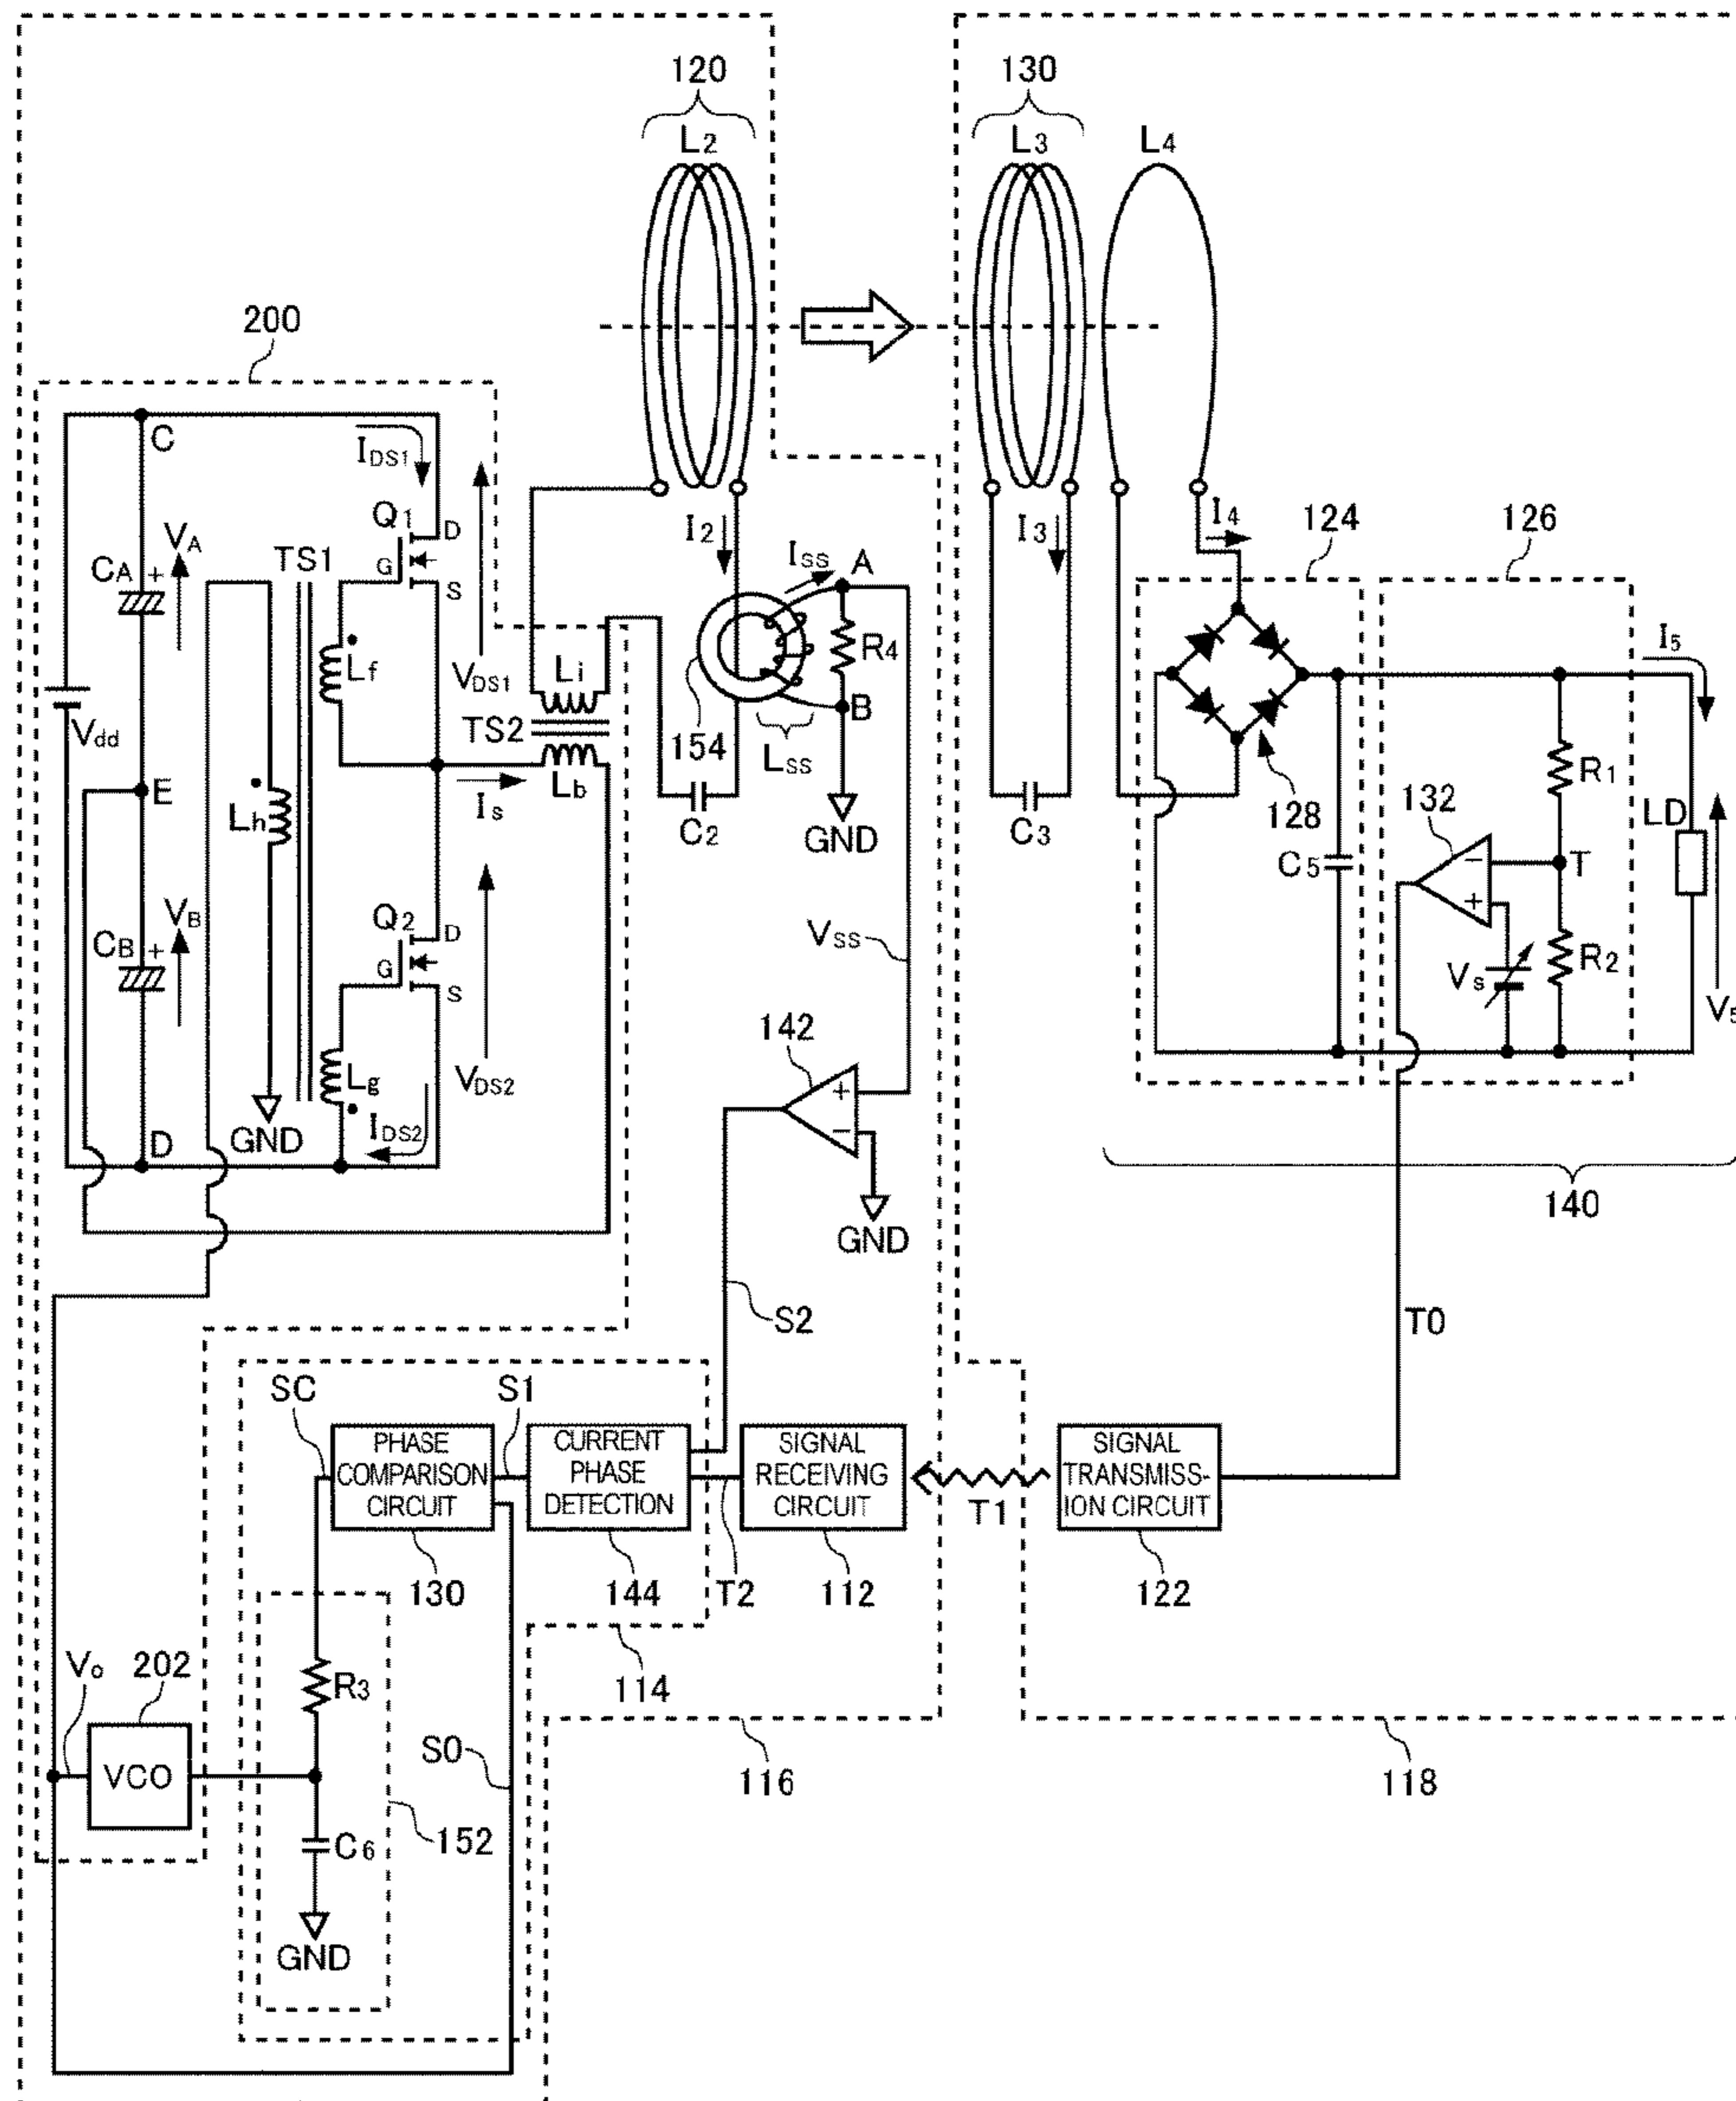 120
130
L2
L3
L4
200
C
IDS1
Q1
D
G
S
VA
CA
+
TS1
Lf
VDS1
Vdd
E
Lh
Li
TS2
Lb
Is
I2
ISS
A
R4
B
154
LSS
C2
GND
I3
C3
I4
124
126
I5
128
C5
132
−
+
R1
T
R2
LD
Vs
V5
VB
CB
+
Q2
D
G
S
Lg
VDS2
IDS2
GND
D
VSS
142
+
−
GND
140
S2
T0
SC
S1
PHASE
COMPARISON
CIRCUIT
CURRENT
PHASE
DETECTION
SIGNAL
RECEIVING
CIRCUIT
SIGNAL
TRANSMISS-
ION CIRCUIT
T1
130
144
T2
112
122
Vo
202
R3
114
VCO
S0
116
118
C6
152
GND